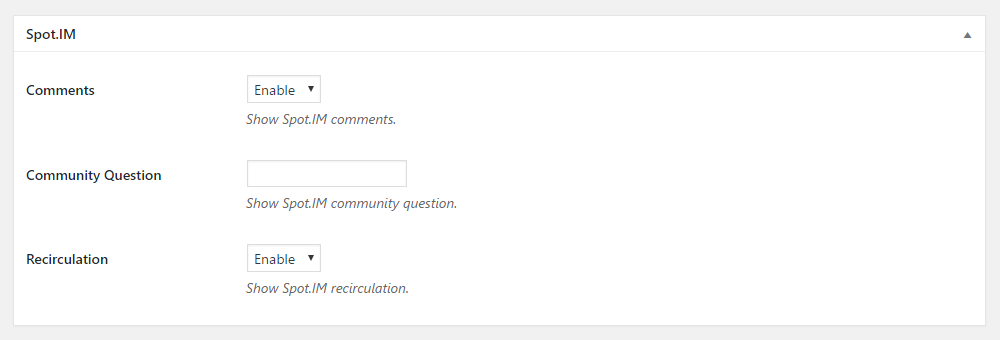 Spot.IM
Comments
Enable
Show Spot.IM comments.
Community Question
Show Spot.IM community question.
Recirculation
Enable
Show Spot.IM recirculation.